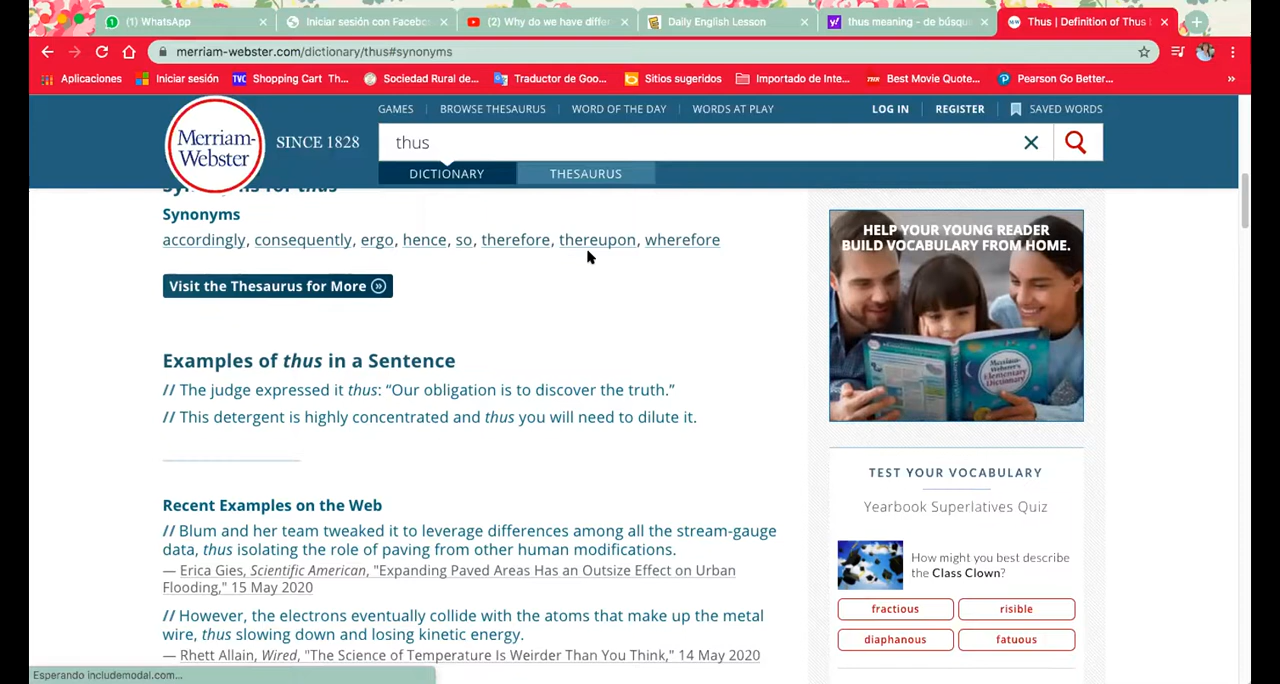 (1) WhatsApp
Iniciar sesión con Facebo
(2) Why do we have differ
Daily English Lesson
thus meaning - de búsqu
Thus | Definition of Thus
merriam-webster.com/dictionary/thus#synonyms
Aplicaciones
Iniciar sesión
Shopping Cart Th...
Sociedad Rural de...
Traductor de Goo...
Sitios sugeridos
Importado de Inte...
Best Movie Quote...
Pearson Go Better...
GAMES
BROWSE THESAURUS
WORD OF THE DAY
WORDS AT PLAY
LOG IN
REGISTER
SAVED WORDS
Merriam-
Webster
SINCE 1828
thus
DICTIONARY
THESAURUS
Synonyms for thus
Synonyms
accordingly, consequently, ergo, hence, so, therefore, thereupon, wherefore
Visit the Thesaurus for More
Examples of thus in a Sentence
// The judge expressed it thus: “Our obligation is to discover the truth.”
// This detergent is highly concentrated and thus you will need to dilute it.
Recent Examples on the Web
// Blum and her team tweaked it to leverage differences among all the stream-gauge
data, thus isolating the role of paving from other human modifications.
— Erica Gies, Scientific American, "Expanding Paved Areas Has an Outsize Effect on Urban
Flooding," 15 May 2020
// However, the electrons eventually collide with the atoms that make up the metal
wire, thus slowing down and losing kinetic energy.
— Rhett Allain, Wired, "The Science of Temperature Is Weirder Than You Think," 14 May 2020
HELP YOUR YOUNG READER
BUILD VOCABULARY FROM HOME.
Merriam-Webster's
Elementary
Dictionary
TEST YOUR VOCABULARY
Yearbook Superlatives Quiz
How might you best describe
the Class Clown?
fractious
risible
diaphanous
fatuous
Esperando includemodal.com...